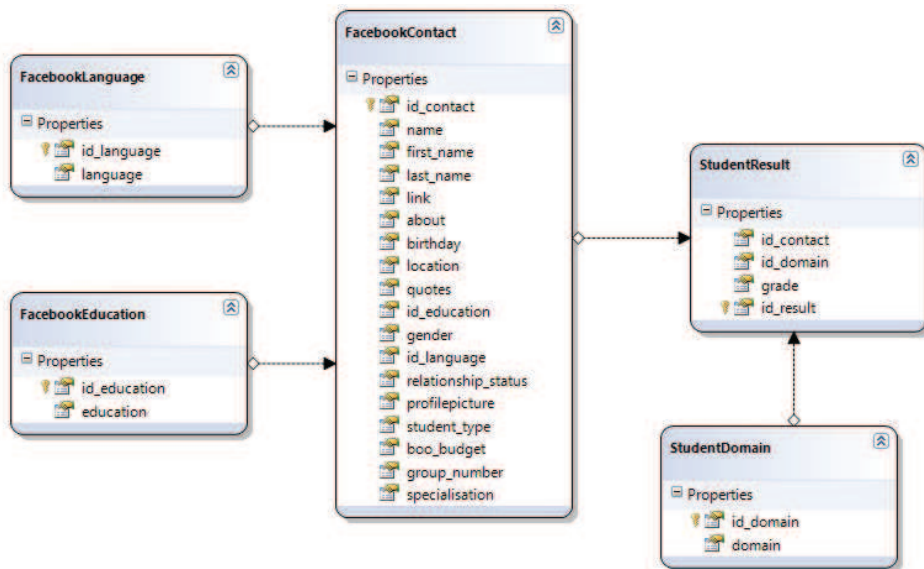 FacebookLanguage
Properties
id_language
language
FacebookEducation
Properties
id_education
education
FacebookContact
Properties
id_contact
name
first_name
last_name
link
about
birthday
location
quotes
id_education
gender
id_language
relationship_status
profilepicture
student_type
boo_budget
group_number
specialisation
StudentResult
Properties
id_contact
id_domain
grade
id_result
StudentDomain
Properties
id_domain
domain